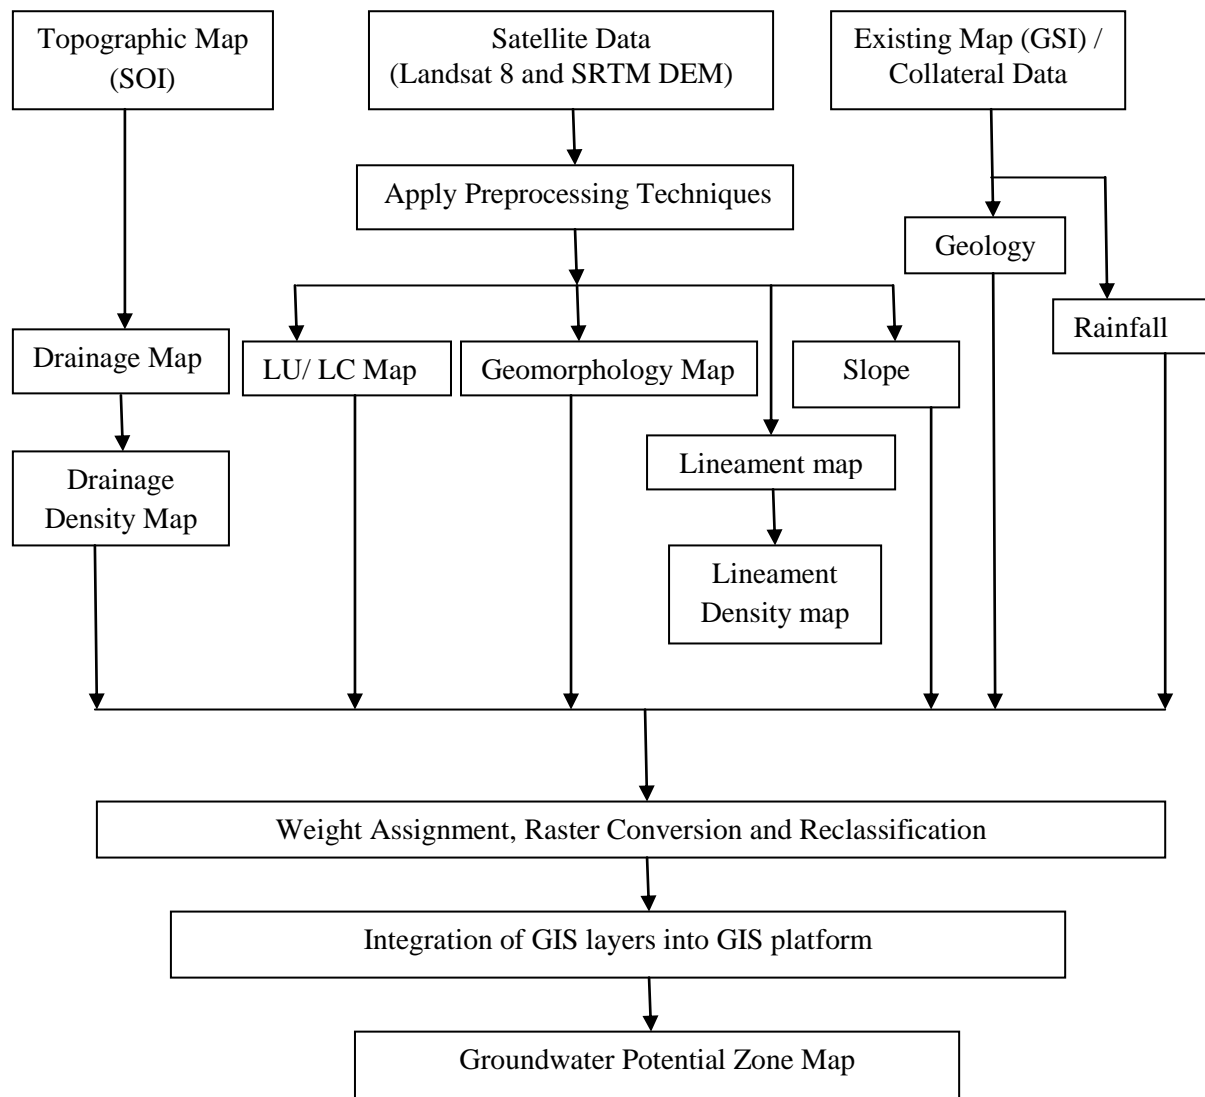 Topographic Map
(SOI)
Satellite Data
(Landsat 8 and SRTM DEM)
Existing Map (GSI) /
Collateral Data
Apply Preprocessing Techniques
Geology
Rainfall
Drainage Map
LU/ LC Map
Geomorphology Map
Slope
Lineament map
Drainage
Density Map
Lineament
Density map
Weight Assignment, Raster Conversion and Reclassification
Integration of GIS layers into GIS platform
Groundwater Potential Zone Map